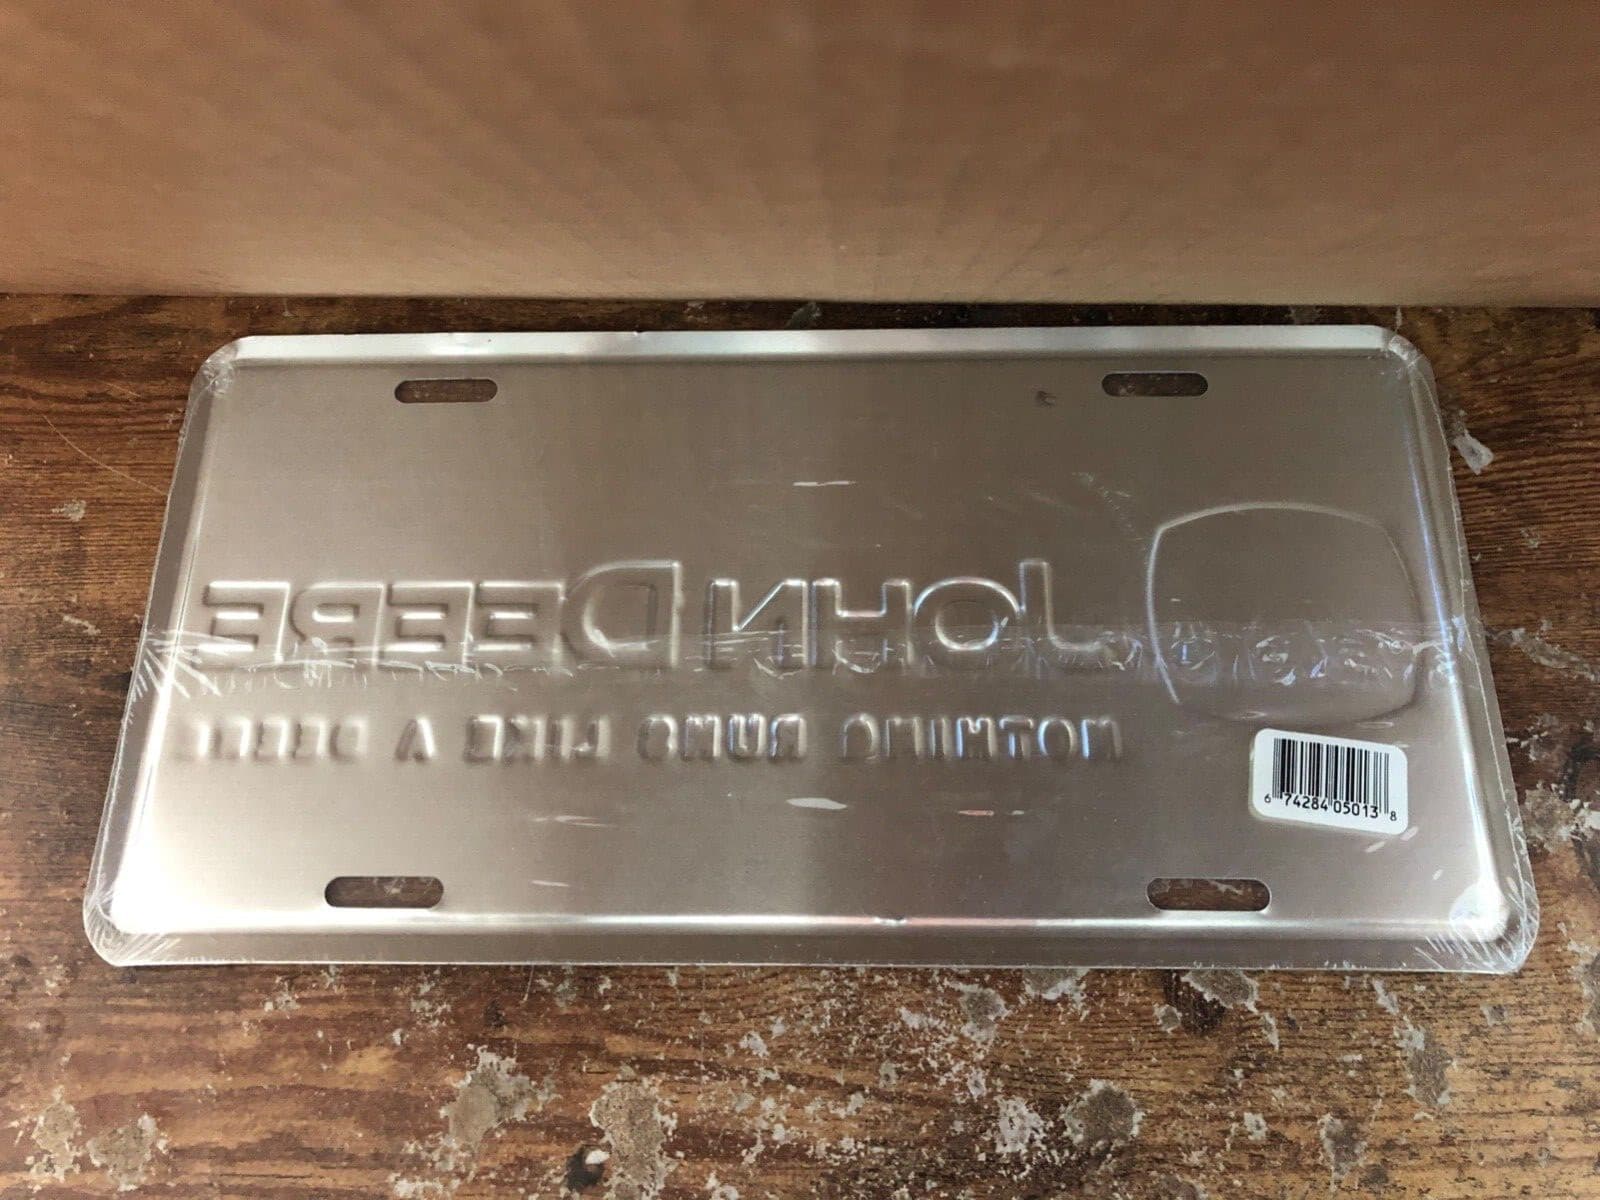 JOHN DEERE
NOTHING RUNS LIKE A DEERE
6 74284 05013 8